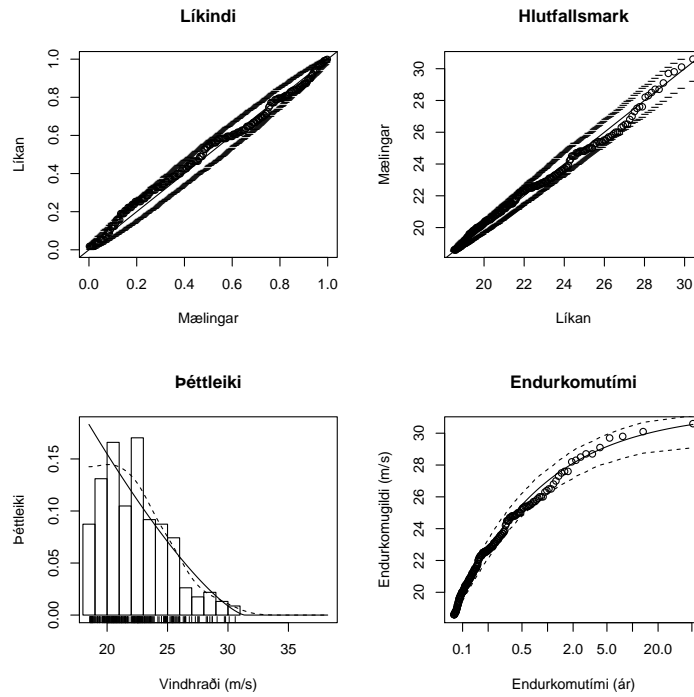 Líkindi
Líkan
0.0 0.2 0.4 0.6 0.8 1.0
0.0 0.2 0.4 0.6 0.8 1.0
Mælingar
Hlutfallsmark
Mælingar
20 22 24 26 28 30
20 22 24 26 28 30
Líkan
Þéttleiki
Þéttleiki
0.00 0.05 0.10 0.15
20 25 30 35
Vindhraði (m/s)
Endurkomutími
Endurkomugildi (m/s)
20 22 24 26 28 30
0.1 0.5 2.0 5.0 20.0
Endurkomutími (ár)